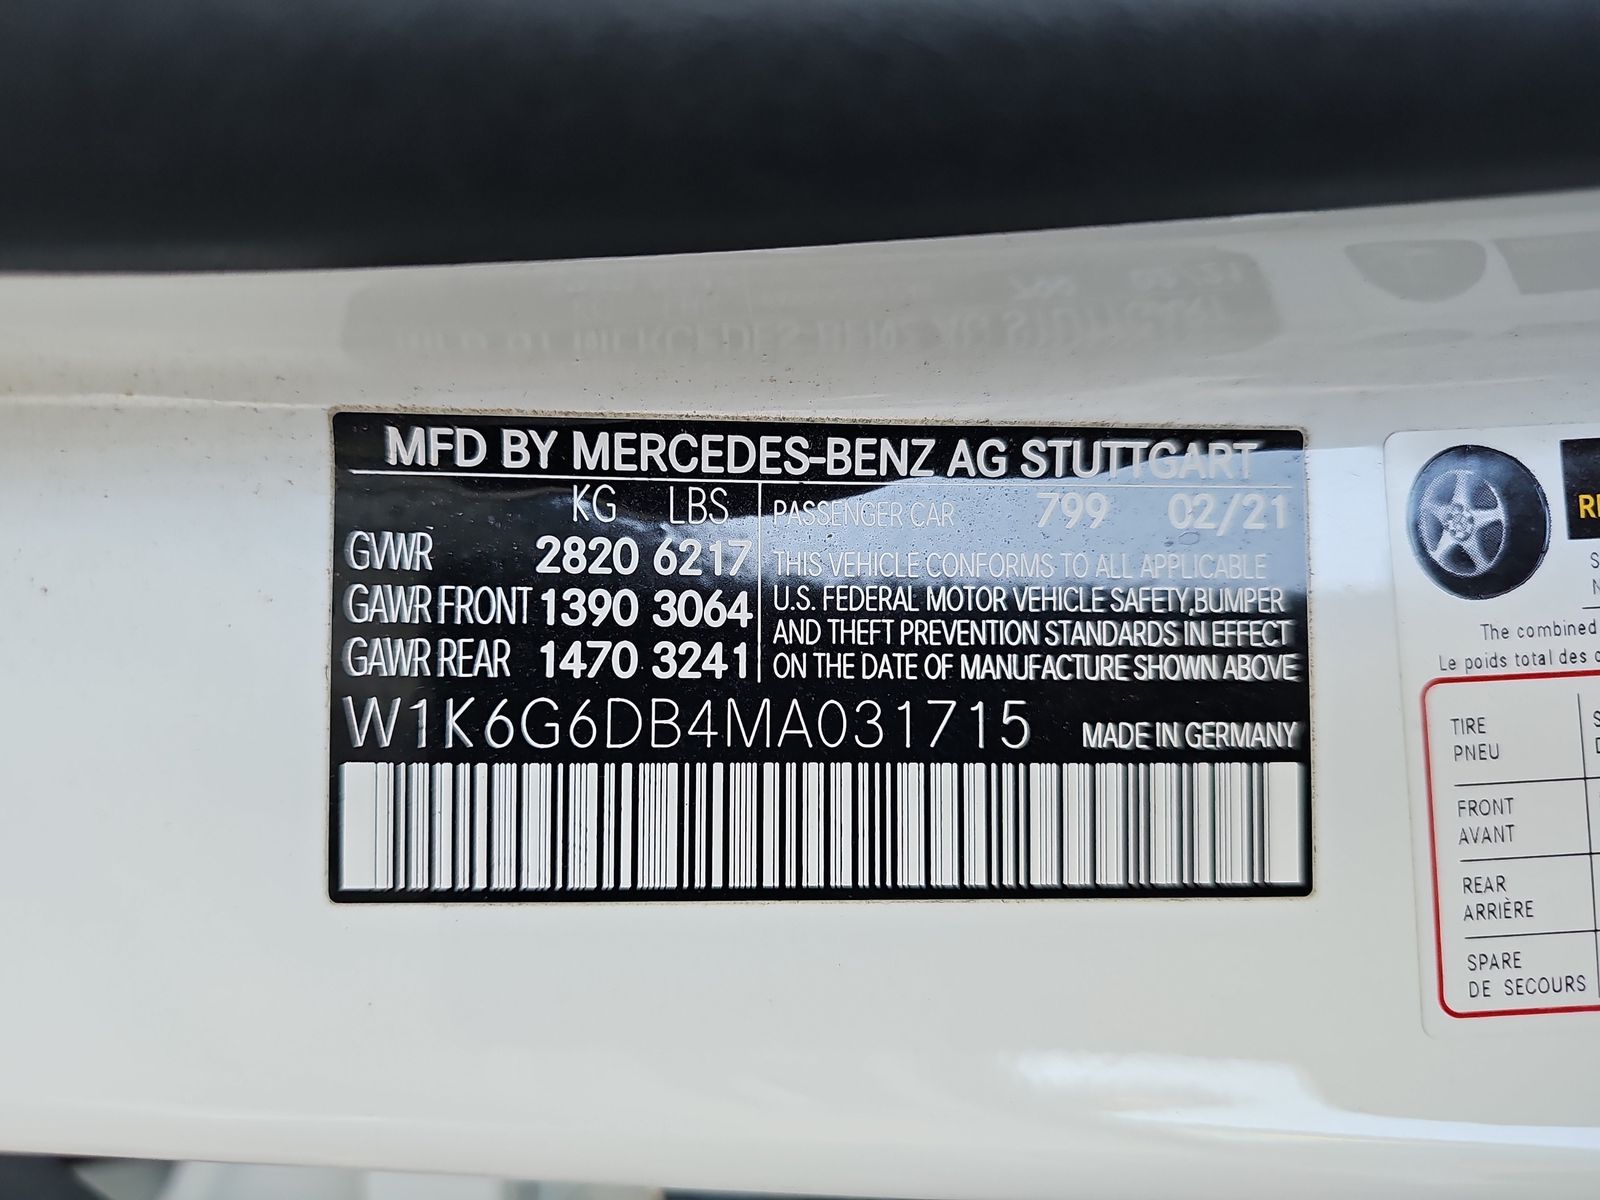 MFD BY MERCEDES-BENZ AG STUTTGART
KG LBS
GVWR 2820 6217
GAWR FRONT 1390 3064
GAWR REAR 1470 3241
PASSENGER CAR 799 02/21
THIS VEHICLE CONFORMS TO ALL APPLICABLE
U.S. FEDERAL MOTOR VEHICLE SAFETY,BUMPER
AND THEFT PREVENTION STANDARDS IN EFFECT
ON THE DATE OF MANUFACTURE SHOWN ABOVE
W1K6G6DB4MA031715 MADE IN GERMANY
The combined
Le poids total des
TIRE
PNEU
FRONT
AVANT
REAR
ARRIÈRE
SPARE
DE SECOURS